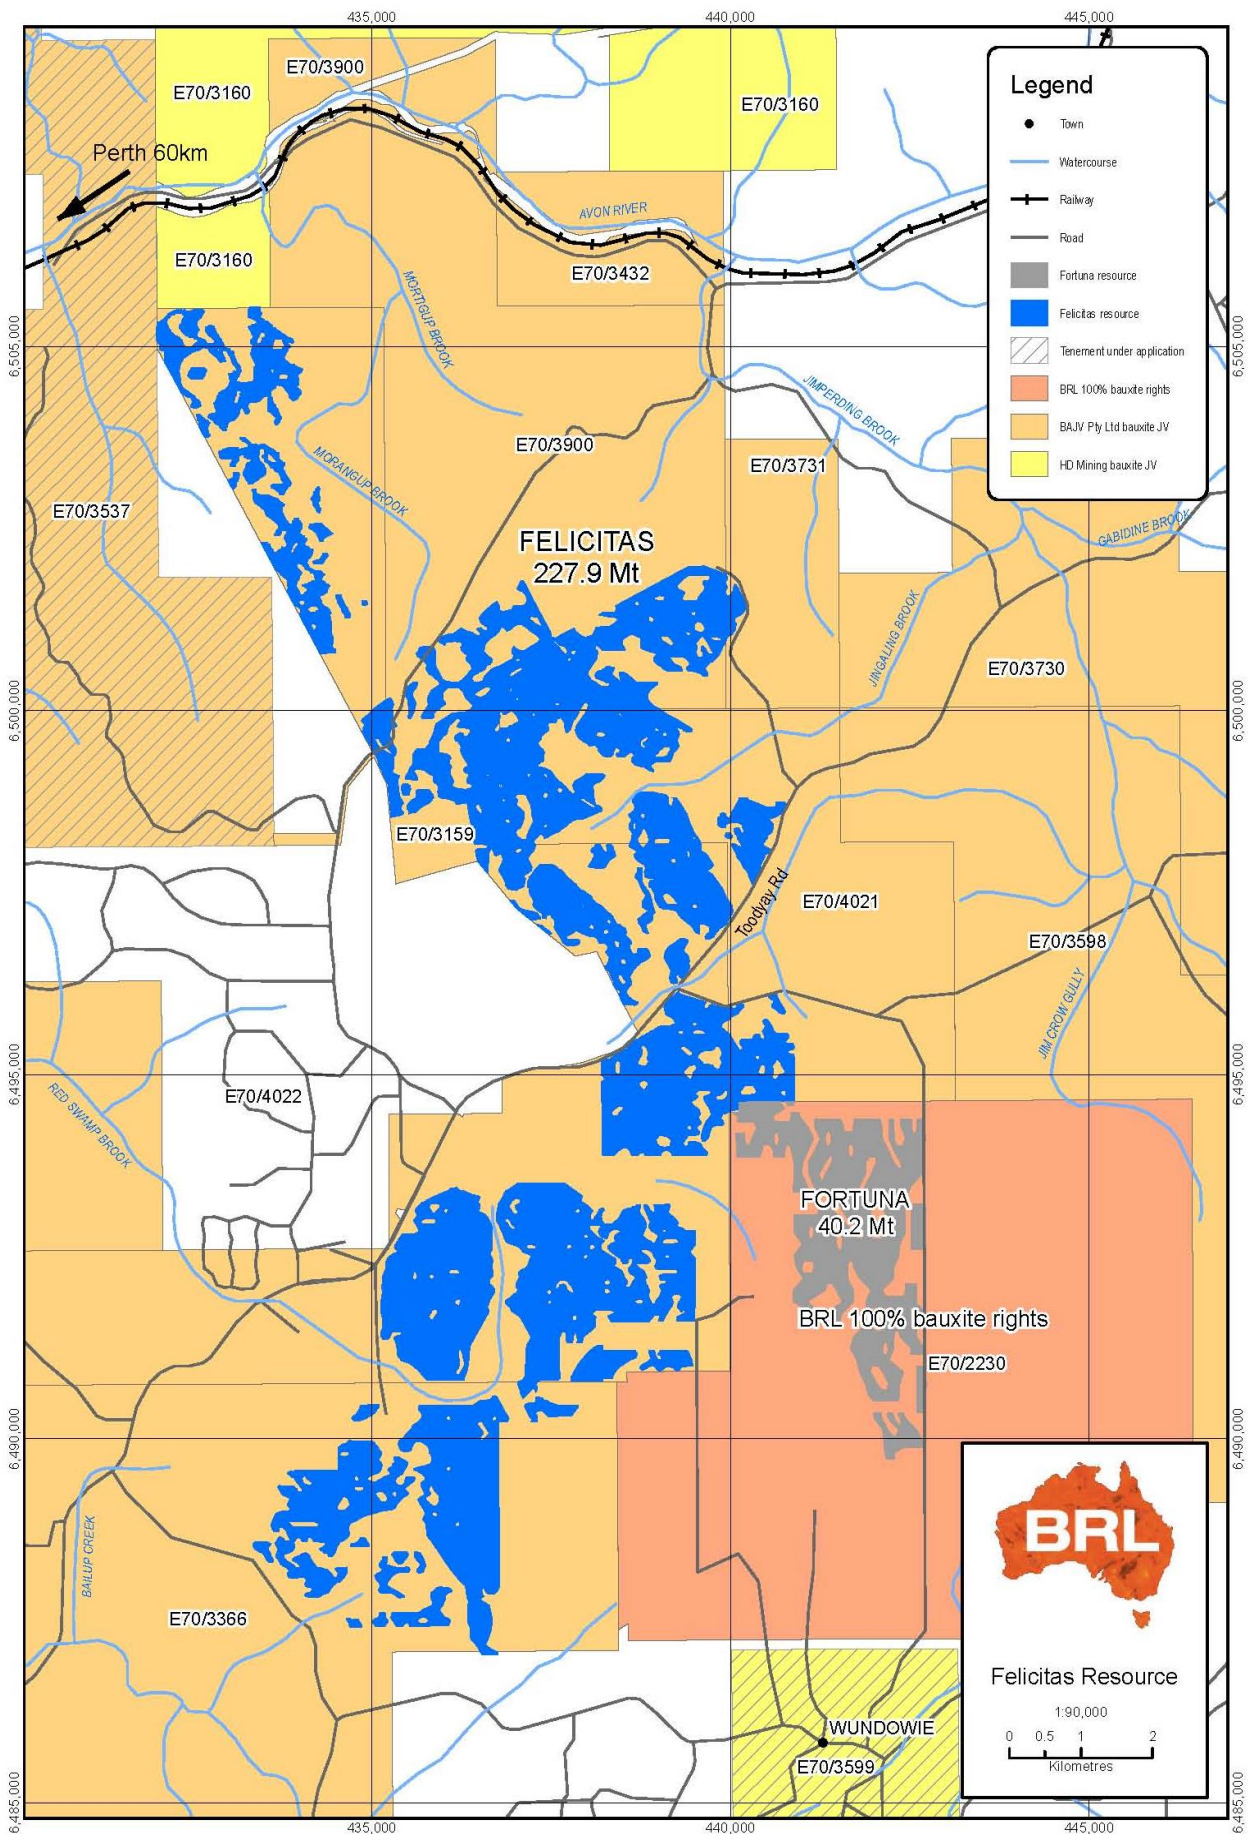 435,000
440,000
445,000
E70/3900
E70/3160
E70/3160
Perth 60km
AVON RIVER
E70/3160
E70/3432
MORTIGUP BROOK
6,505,000
6,505,000
JIMPERDING BROOK
E70/3900
E70/3731
MORANGUP BROOK
E70/3537
GABIDINE BROOK
FELICITAS
227.9 Mt
JINGALING BROOK
E70/3730
6,500,000
6,500,000
E70/3159
Toodyay Rd
E70/4021
E70/3598
JIM CROW GULLY
6,495,000
6,495,000
E70/4022
RED SWAMP BROOK
FORTUNA
40.2 Mt
BRL 100% bauxite rights
E70/2230
6,490,000
6,490,000
BAILUP CREEK
E70/3366
WUNDOWIE
E70/3599
6,485,000
6,485,000
435,000
440,000
445,000
Legend
Town
Watercourse
Railway
Road
Fortuna resource
Felicitas resource
Tenement under application
BRL 100% bauxite rights
BAJV Pty Ltd bauxite JV
HD Mining bauxite JV
BRL
Felicitas Resource
1:90,000
0 0.5 1 2
Kilometres